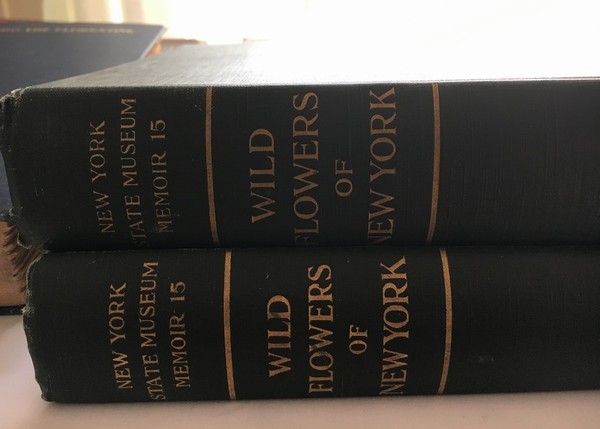 NEW YORK
STATE MUSEUM
MEMOIR 15
WILD
FLOWERS
OF
NEW YORK
NEW YORK
STATE MUSEUM
MEMOIR 15
WILD
FLOWERS
OF
NEW YORK